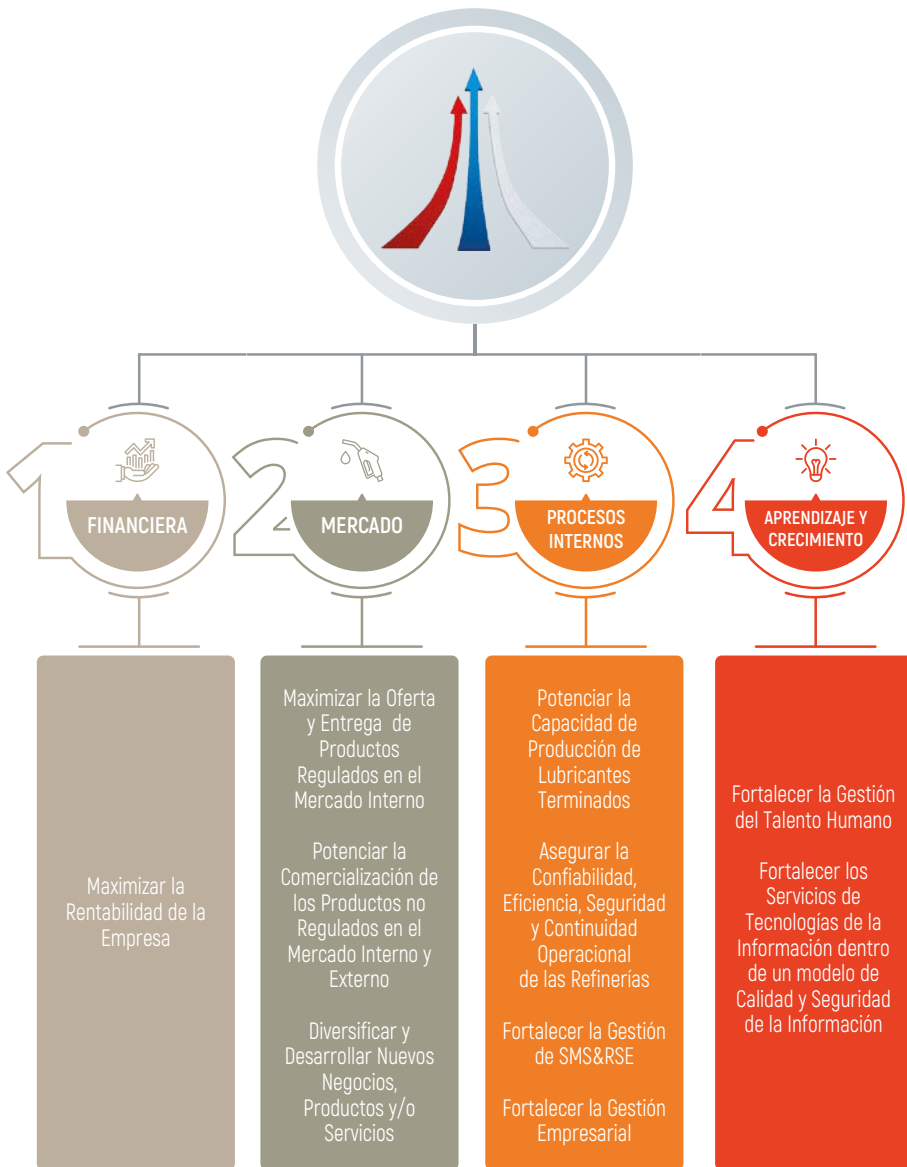 1
FINANCIERA
Maximizar la
Rentabilidad de la
Empresa
2
MERCADO
Maximizar la Oferta
y Entrega de
Productos
Regulados en el
Mercado Interno
Potenciar la
Comercialización de
los Productos no
Regulados en el
Mercado Interno y
Externo
Diversificar y
Desarrollar Nuevos
Negocios,
Productos y/o
Servicios
3
PROCESOS
INTERNOS
Potenciar la
Capacidad de
Producción de
Lubricantes
Terminados
Asegurar la
Confiabilidad,
Eficiencia, Seguridad
y Continuidad
Operacional
de las Refinerías
Fortalecer la Gestión
de SMS&RSE
Fortalecer la Gestión
Empresarial
4
APRENDIZAJE Y
CRECIMIENTO
Fortalecer la Gestión
del Talento Humano
Fortalecer los
Servicios de
Tecnologías de la
Información dentro
de un modelo de
Calidad y Seguridad
de la Información